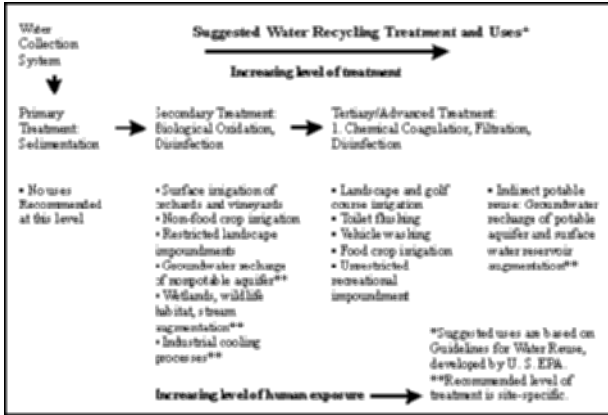 Water
Collection
System
Suggested Water Recycling Treatment and Uses*
Increasing level of treatment
Primary
Treatment:
Sedimentation
Secondary Treatment:
Biological Oxidation,
Disinfection
Tertiary/Advanced Treatment:
1. Chemical Coagulation, Filtration,
Disinfection
• No uses
Recommended
at this level
• Surface irrigation of
orchards and vineyards
• Non-food crop irrigation
• Restricted landscape
impoundments
• Groundwater recharge
of nonpotable aquifer**
• Wetlands, wildlife
habitat, stream
augmentation**
• Industrial cooling
processes**
• Landscape and golf
course irrigation
• Toilet flushing
• Vehicle washing
• Food crop irrigation
• Unrestricted
recreational
impoundment
• Indirect potable
reuse: Groundwater
recharge of potable
aquifer and surface
water reservoir
augmentation**
*Suggested uses are based on
Guidelines for Water Reuse,
developed by U. S. EPA.
**Recommended level of
treatment is site-specific.
Increasing level of human exposure